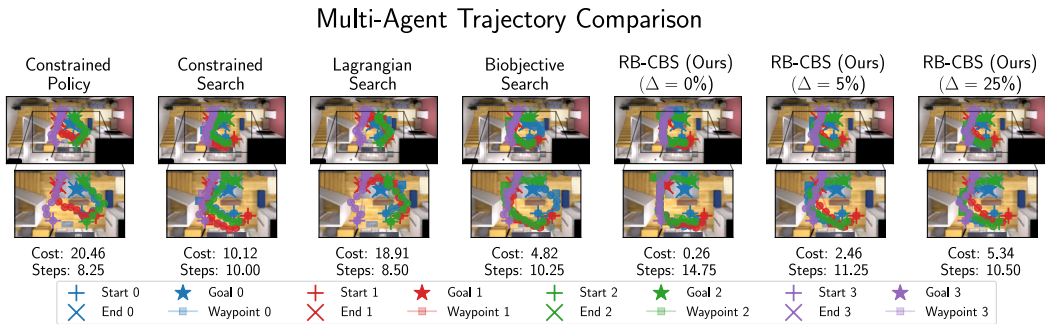 Multi-Agent Trajectory Comparison
Constrained
Policy
Constrained
Search
Lagrangian
Search
Biobjective
Search
RB-CBS (Ours)
(Δ = 0%)
RB-CBS (Ours)
(Δ = 5%)
RB-CBS (Ours)
(Δ = 25%)
Cost: 20.46
Steps: 8.25
Cost: 10.12
Steps: 10.00
Cost: 18.91
Steps: 8.50
Cost: 4.82
Steps: 10.25
Cost: 0.26
Steps: 14.75
Cost: 2.46
Steps: 11.25
Cost: 5.34
Steps: 10.50
Start 0
Goal 0
Start 1
Goal 1
Start 2
Goal 2
Start 3
Goal 3
End 0
Waypoint 0
End 1
Waypoint 1
End 2
Waypoint 2
End 3
Waypoint 3